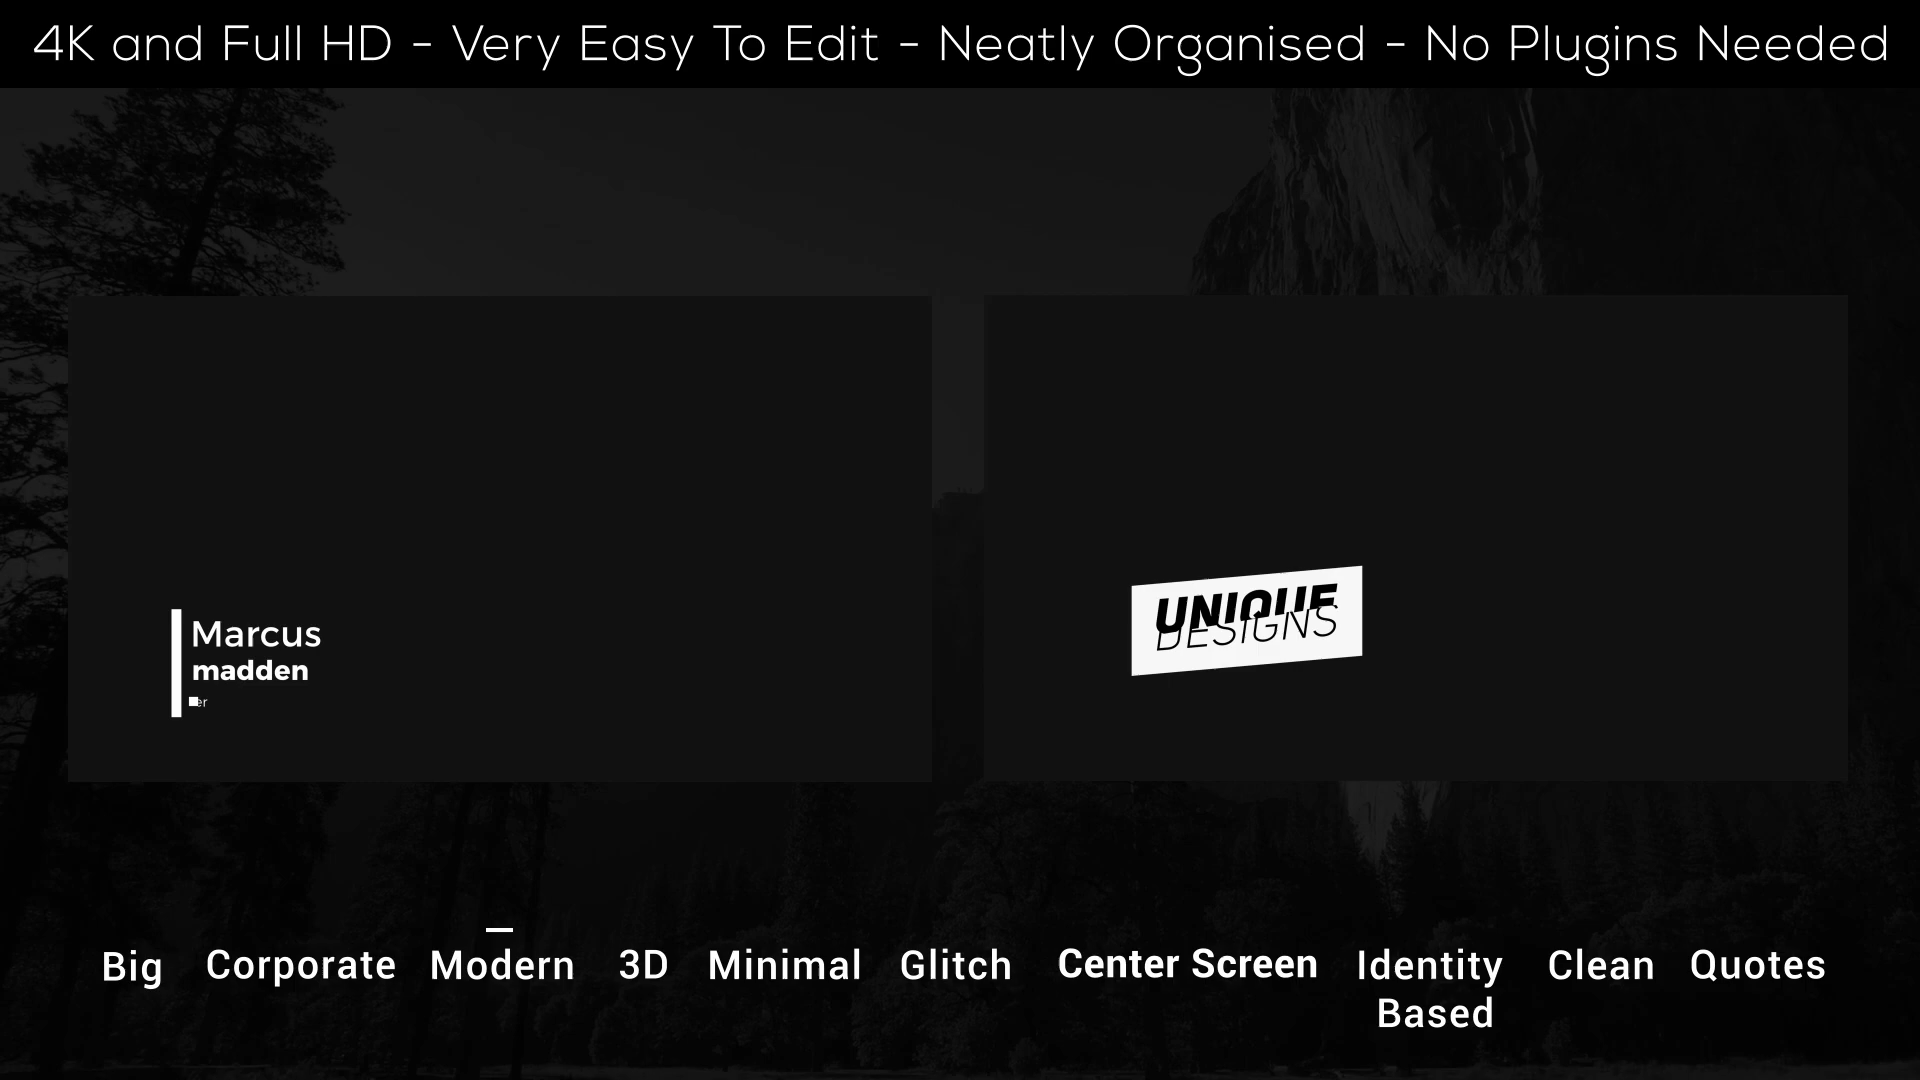 4K and Full HD - Very Easy To Edit - Neatly Organised - No Plugins Needed
Marcus
madden
er
UNIQUE
DESIGNS
Big Corporate Modern 3D Minimal Glitch Center Screen Identity Based Clean Quotes